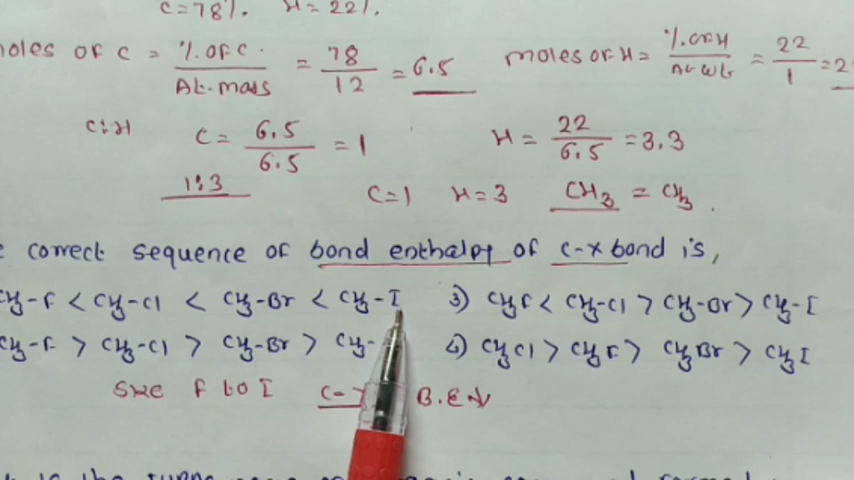 C=78%. H=22%.
moles of C = %.of C. / At.mass = 78 / 12 = 6.5 moles of H = %.of H / At wt = 22 / 1 = 2
C:H C = 6.5 / 6.5 = 1 H = 22 / 6.5 = 3.3
1:3 C=1 H=3 CH3 = CH3.
correct sequence of bond enthalpy of C-X bond is,
CH3-F < CH3-Cl < CH3-Br < CH3-I 3) CH3F < CH3-Cl > CH3-Br > CH3-I
CH3-F > CH3-Cl > CH3-Br > CH3- 4) CH3Cl > CH3F > CH3Br > CH3I
Size F to I C- B.E↓